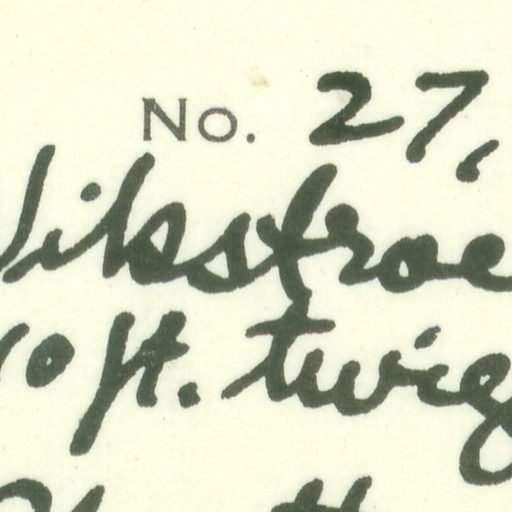 No. 27,
Wikstroe
10 ft. twig